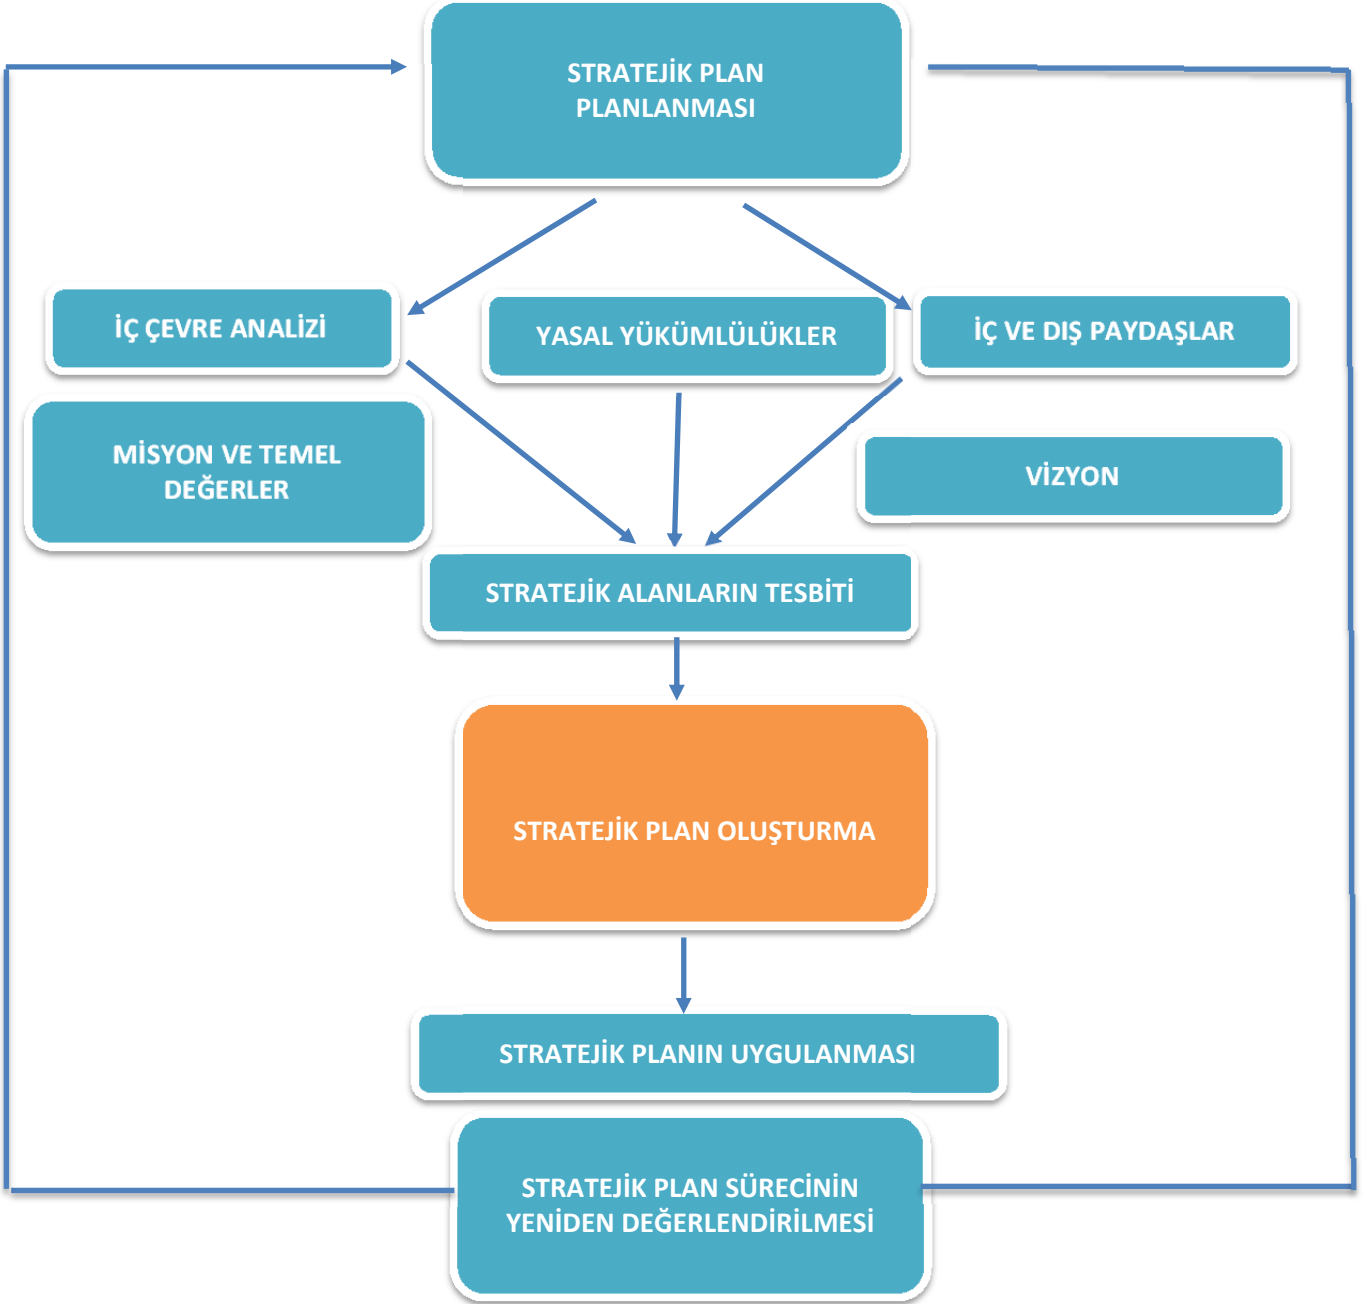 STRATEJİK PLAN
PLANLANMASI
İÇ ÇEVRE ANALİZİ
YASAL YÜKÜMLÜLÜKLER
İÇ VE DIŞ PAYDAŞLAR
MİSYON VE TEMEL
DEĞERLER
VİZYON
STRATEJİK ALANLARIN TESBİTİ
STRATEJİK PLAN OLUŞTURMA
STRATEJİK PLANIN UYGULANMASI
STRATEJİK PLAN SÜRECİNİN
YENİDEN DEĞERLENDİRİLMESİ